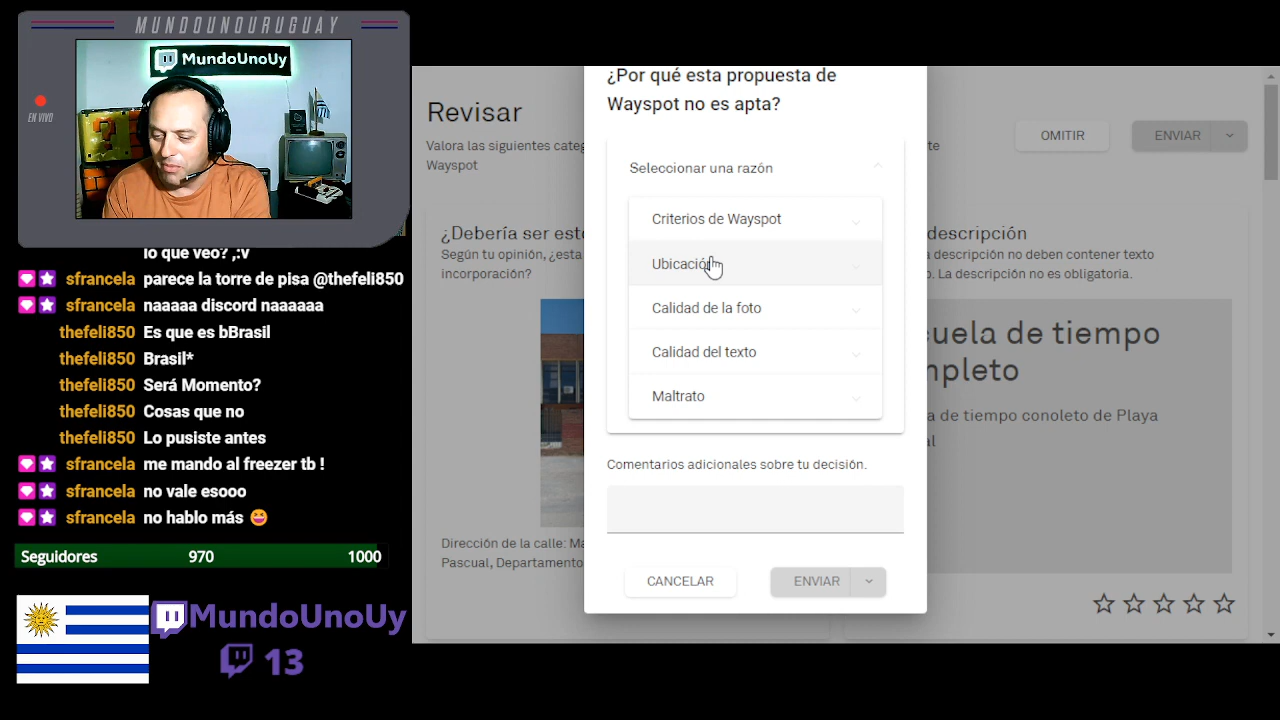 MUNDOUNOURUGUAY
MundoUnoUy
EN VIVO
lo que veo? ,:v
sfrancela parece la torre de pisa @thefeli850
sfrancela naaaaa discord naaaaaa
thefeli850 Es que es bBrasil
thefeli850 Brasil*
thefeli850 Será Momento?
thefeli850 Cosas que no
thefeli850 Lo pusiste antes
sfrancela me mando al freezer tb !
sfrancela no vale esooo
sfrancela no hablo más 😆
Seguidores 970 1000
MundoUnoUy
13
Revisar
Valora las siguientes cate
Wayspot
te
OMITIR
ENVIAR
¿Debería ser est
Según tu opinión, ¿esta
incorporación?
Dirección de la calle: Ma
Pascual, Departamento
¿Por qué esta propuesta de
Wayspot no es apta?
Seleccionar una razón
Criterios de Wayspot
Ubicación
Calidad de la foto
Calidad del texto
Maltrato
Comentarios adicionales sobre tu decisión.
CANCELAR
ENVIAR
descripción
descripción no deben contener texto
. La descripción no es obligatoria.
cuela de tiempo
mpleto
a de tiempo conoleto de Playa
al